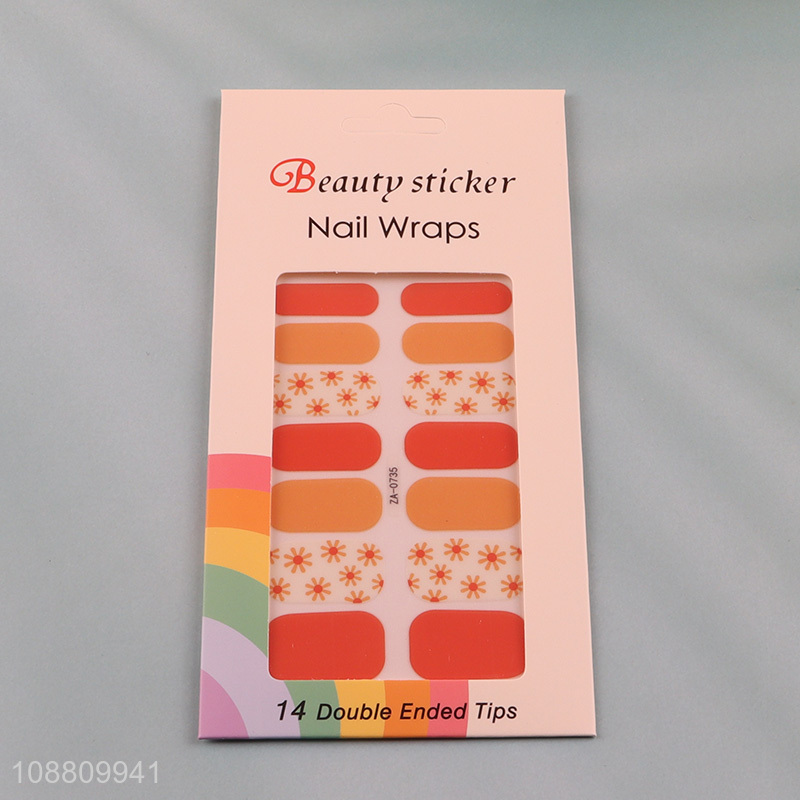 Beauty sticker
Nail Wraps
ZA-0735
14 Double Ended Tips
108809941